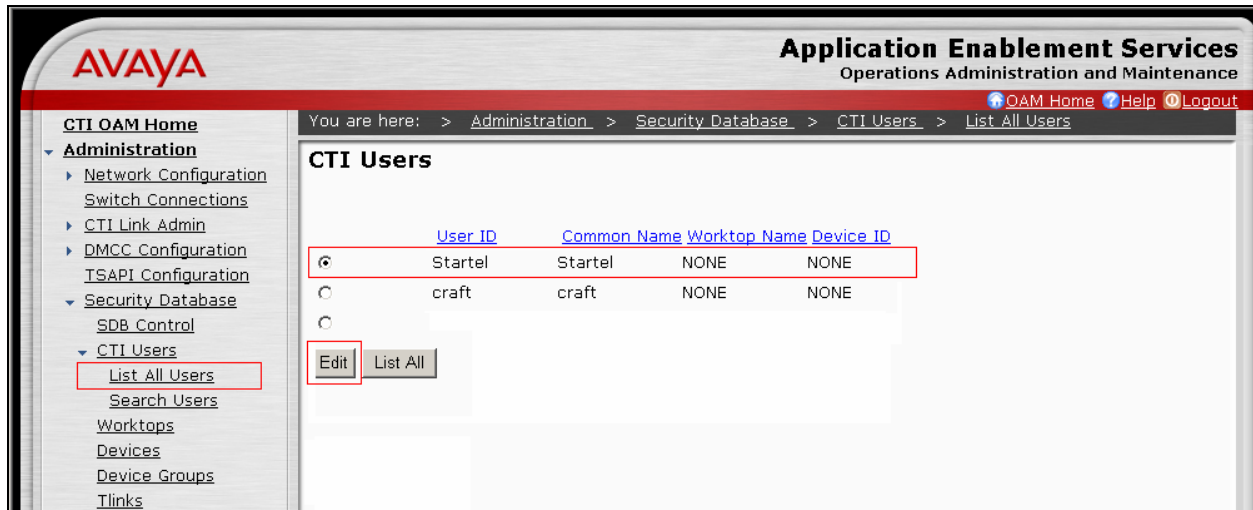 AVAYA
Application Enablement Services
Operations Administration and Maintenance
OAM Home ?Help Logout
CTI OAM Home
You are here: > Administration > Security Database > CTI Users > List All Users
Administration
Network Configuration
Switch Connections
CTI Link Admin
DMCC Configuration
TSAPI Configuration
Security Database
SDB Control
CTI Users
List All Users
Search Users
Worktops
Devices
Device Groups
Tlinks
CTI Users
User ID Common Name Worktop Name Device ID
Startel Startel NONE NONE
craft craft NONE NONE
Edit List All